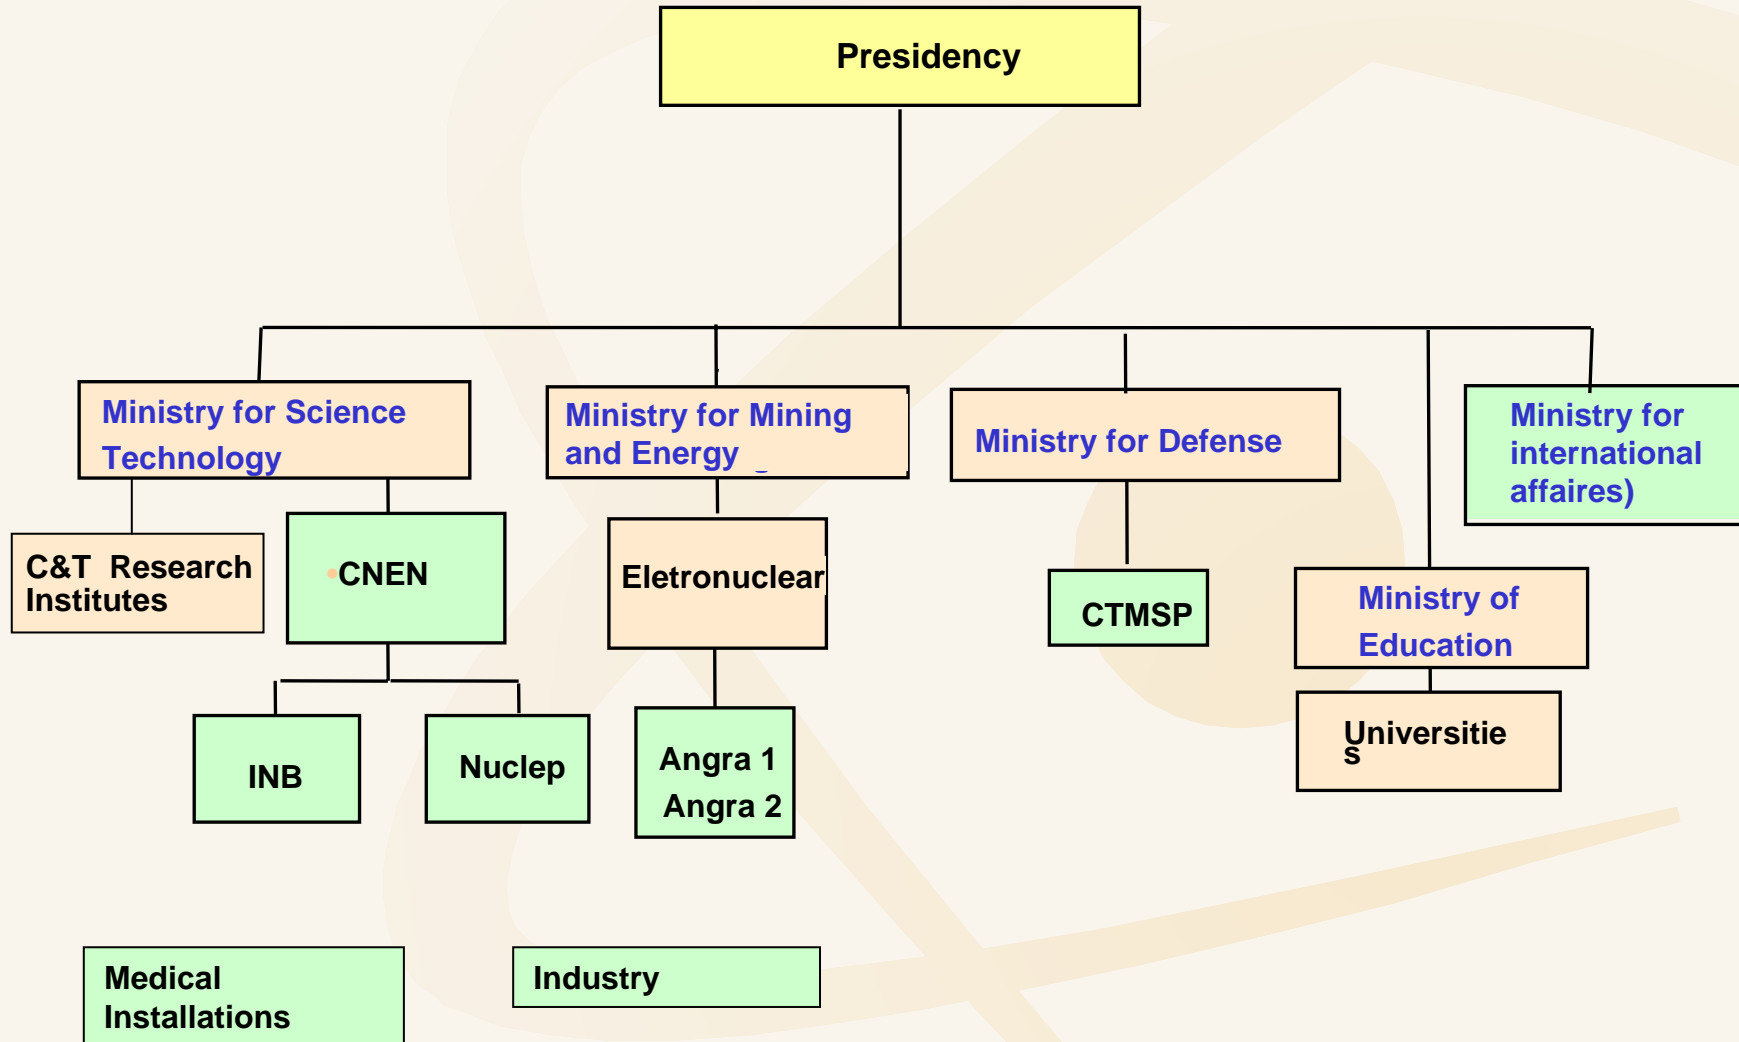 Presidency
Ministry for Science
Technology
Ministry for Mining
and Energy
Ministry for Defense
Ministry for
international
affaires)
C&T Research
Institutes
•CNEN
Eletronuclear
CTMSP
Ministry of
Education
INB
Nuclep
Angra 1
Angra 2
Universitie
s
Medical
Installations
Industry